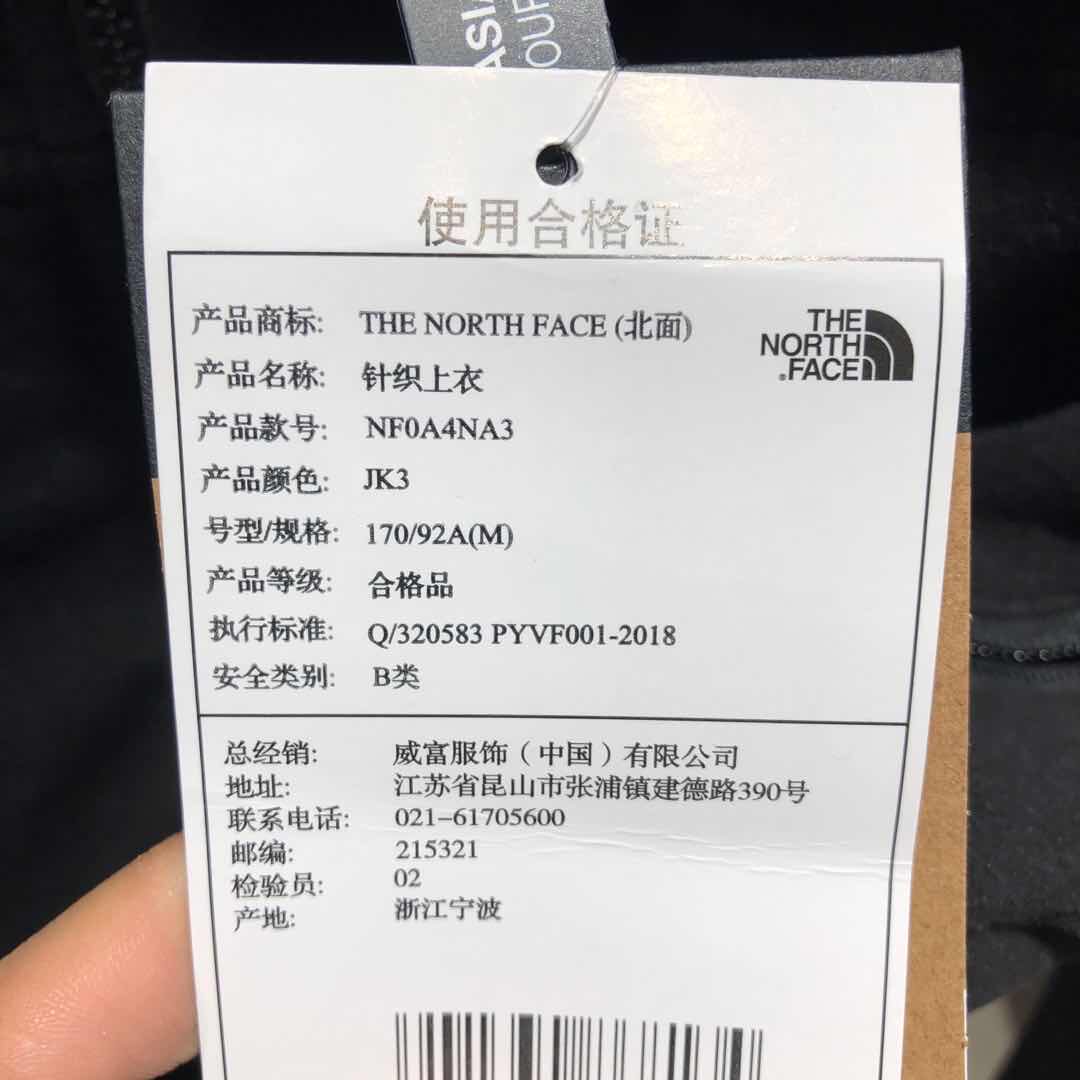 ASIA
OUR
使用合格证
产品商标: THE NORTH FACE (北面)
THE
NORTH
FACE
产品名称: 针织上衣
产品款号: NF0A4NA3
产品颜色: JK3
号型/规格: 170/92A(M)
产品等级: 合格品
执行标准: Q/320583 PYVF001-2018
安全类别: B类
总经销: 威富服饰（中国）有限公司
地址: 江苏省昆山市张浦镇建德路390号
联系电话: 021-61705600
邮编: 215321
检验员: 02
产地: 浙江宁波